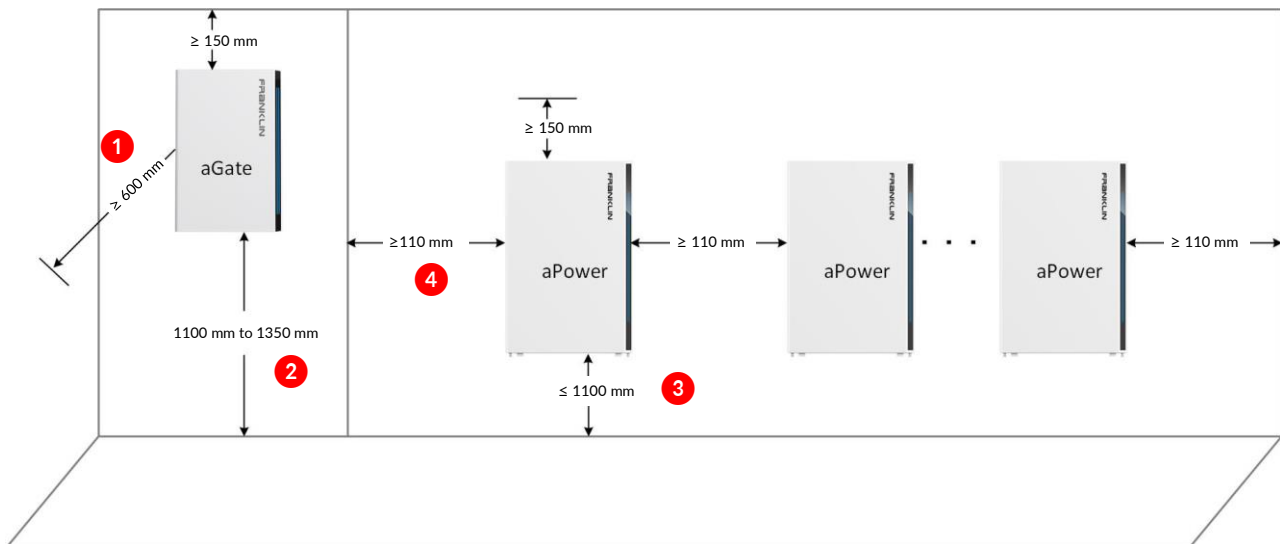 ≥ 150 mm
FRANKLIN
1
aGate
≥ 600 mm
1100 mm to 1350 mm
2
≥ 150 mm
FRANKLIN
aPower
≥110 mm
4
≤ 1100 mm
3
≥ 110 mm
FRANKLIN
aPower
. . .
FRANKLIN
aPower
≥ 110 mm